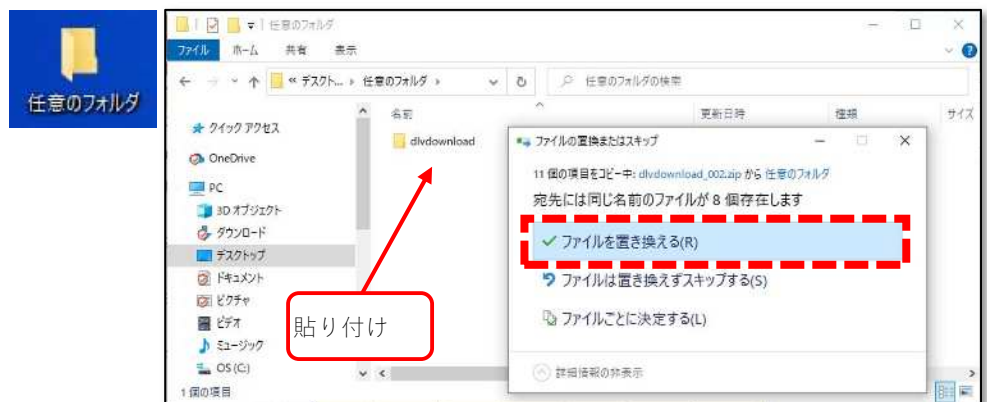 任意のフォルダ
任意のフォルダ
ファイル ホーム 共有 表示
« デスクト... › 任意のフォルダ ›
任意のフォルダの検索
名前 更新日時 種類 サイズ
クイック アクセス
OneDrive
PC
3D オブジェクト
ダウンロード
デスクトップ
ドキュメント
ピクチャ
ビデオ
ミュージック
OS (C:)
1 個の項目
dlvdownload
貼り付け
ファイルの置換またはスキップ
11 個の項目をコピー中: dlvdownload_002.zip から 任意のフォルダ
宛先には同じ名前のファイルが 8 個存在します
ファイルを置き換える(R)
ファイルは置き換えずスキップする(S)
ファイルごとに決定する(L)
詳細情報の非表示